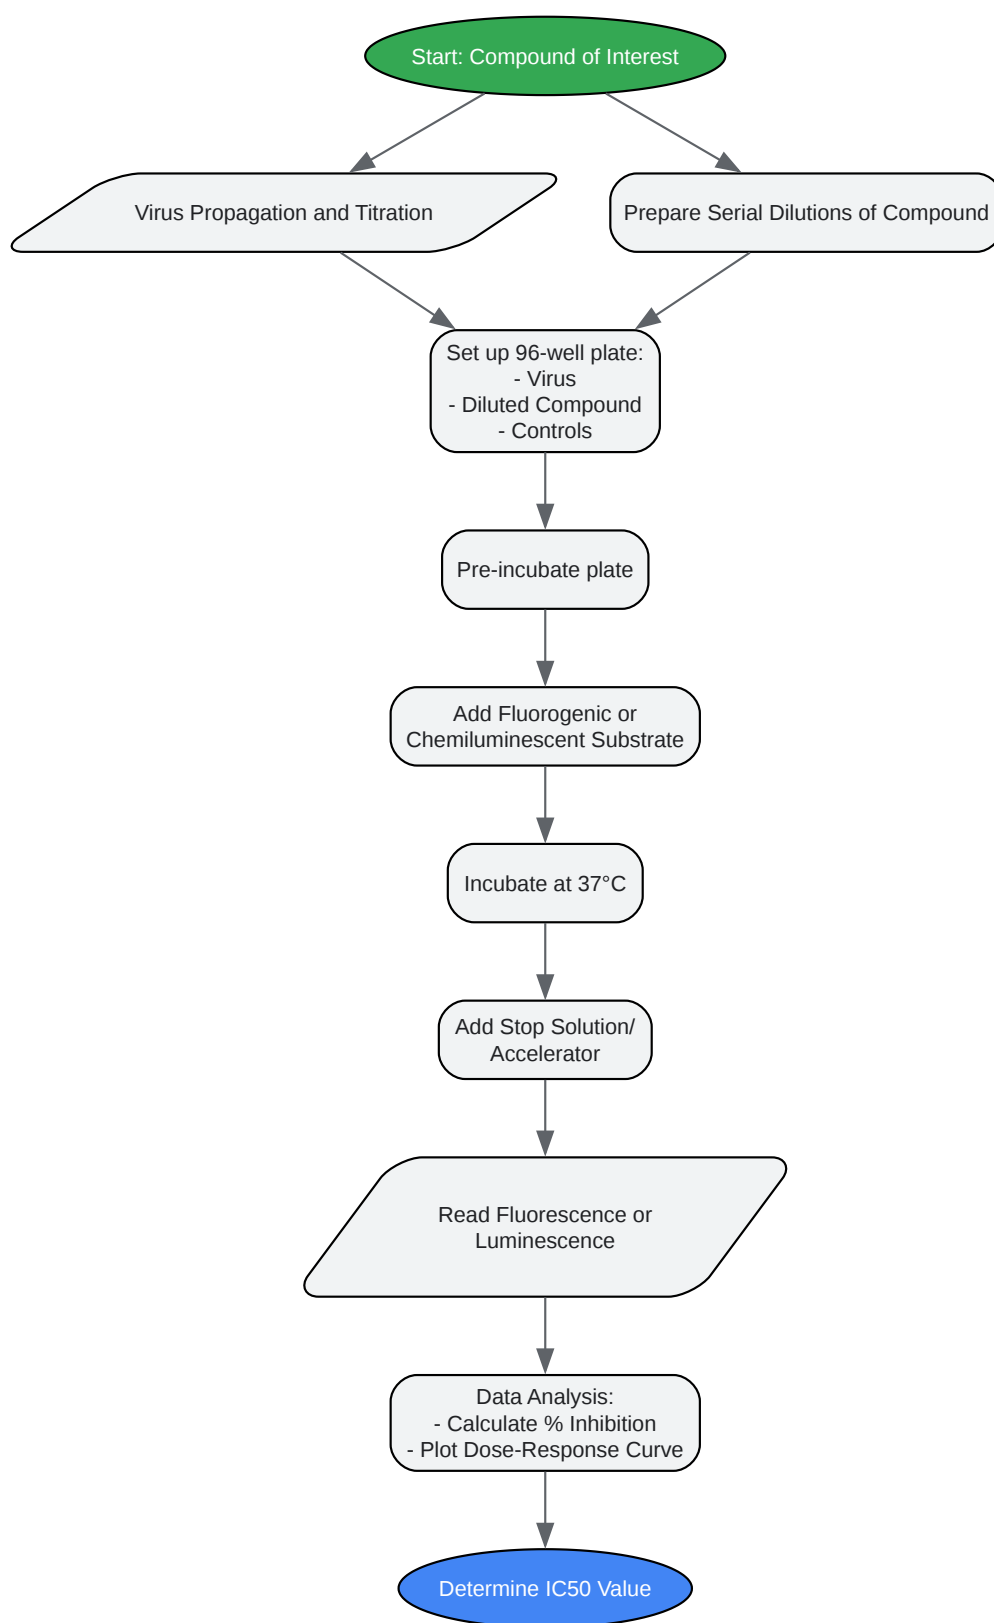 Start: Compound of Interest
Virus Propagation and Titration
Prepare Serial Dilutions of Compound
Set up 96-well plate:
- Virus
- Diluted Compound
- Controls
Pre-incubate plate
Add Fluorogenic or
Chemiluminescent Substrate
Incubate at 37°C
Add Stop Solution/
Accelerator
Read Fluorescence or
Luminescence
Data Analysis:
- Calculate % Inhibition
- Plot Dose-Response Curve
Determine IC50 Value